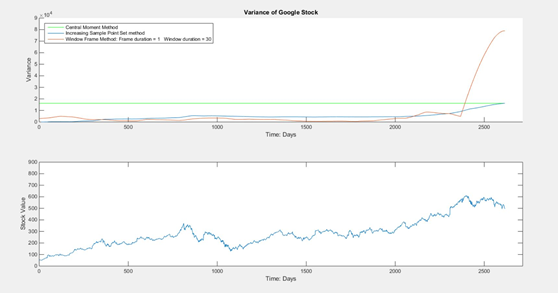 Variance of Google Stock
×10⁴
Central Moment Method
Increasing Sample Point Set method
Window Frame Method: Frame duration = 1 Window duration = 30
Variance
9
8
7
6
5
4
3
2
1
0
0 500 1000 1500 2000 2500
Time: Days
Stock Value
900
800
700
600
500
400
300
200
100
0
0 500 1000 1500 2000 2500
Time: Days